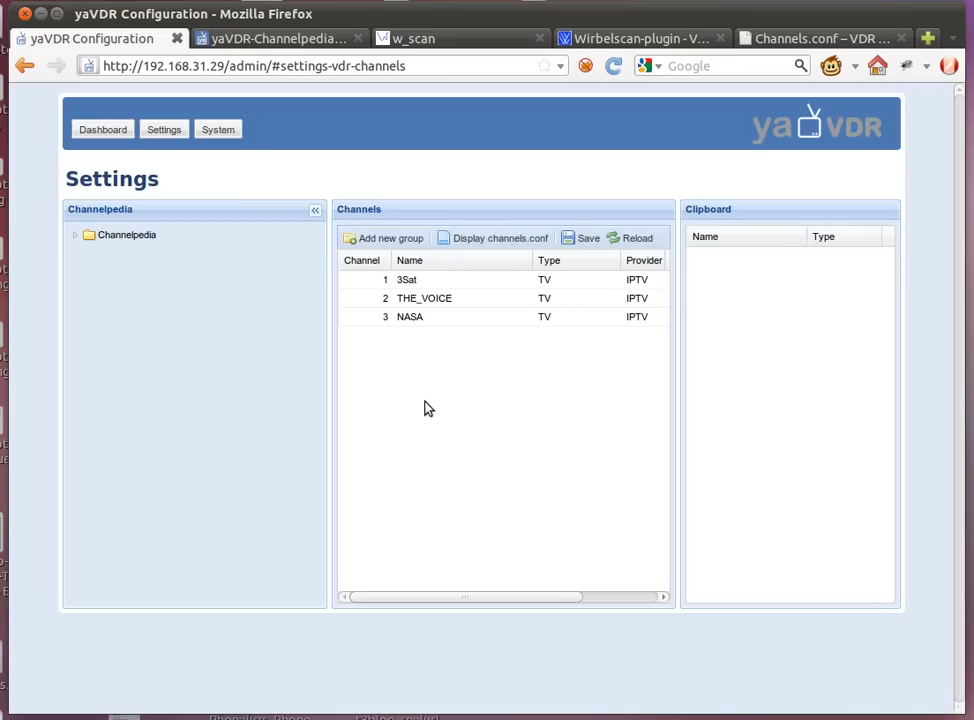 yaVDR Configuration - Mozilla Firefox
yaVDR Configuration
yaVDR-Channelpedia...
w_scan
Wirbelscan-plugin - V...
Channels.conf – VDR ...
http://192.168.31.29/admin/#settings-vdr-channels
Google
Dashboard
Settings
System
ya VDR
Settings
Channelpedia
Channels
Clipboard
Channelpedia
Add new group
Display channels.conf
Save
Reload
Name
Type
Channel
Name
Type
Provider
1 3Sat TV IPTV
2 THE_VOICE TV IPTV
3 NASA TV IPTV